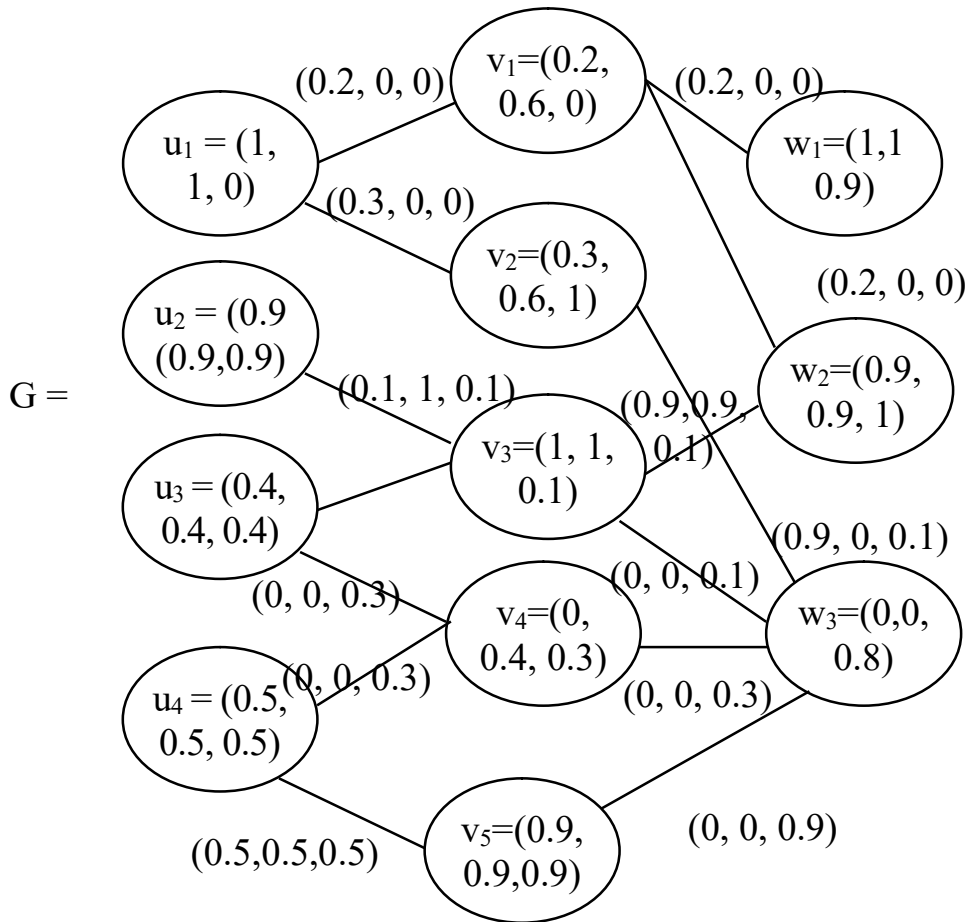 v₁=(0.2,
0.6, 0)
(0.2, 0, 0)
(0.2, 0, 0)
u₁ = (1,
1, 0)
w₁=(1,1
0.9)
(0.3, 0, 0)
v₂=(0.3,
0.6, 1)
(0.2, 0, 0)
u₂ = (0.9
(0.9,0.9)
G =
(0.1, 1, 0.1)
(0.9,0.9,
0.1)
w₂=(0.9,
0.9, 1)
v₃=(1, 1,
0.1)
u₃ = (0.4,
0.4, 0.4)
(0.9, 0, 0.1)
(0, 0, 0.3)
(0, 0, 0.1)
v₄=(0,
0.4, 0.3)
w₃=(0,0,
0.8)
(0, 0, 0.3)
(0, 0, 0.3)
u₄ = (0.5,
0.5, 0.5)
v₅=(0.9,
0.9,0.9)
(0.5,0.5,0.5)
(0, 0, 0.9)